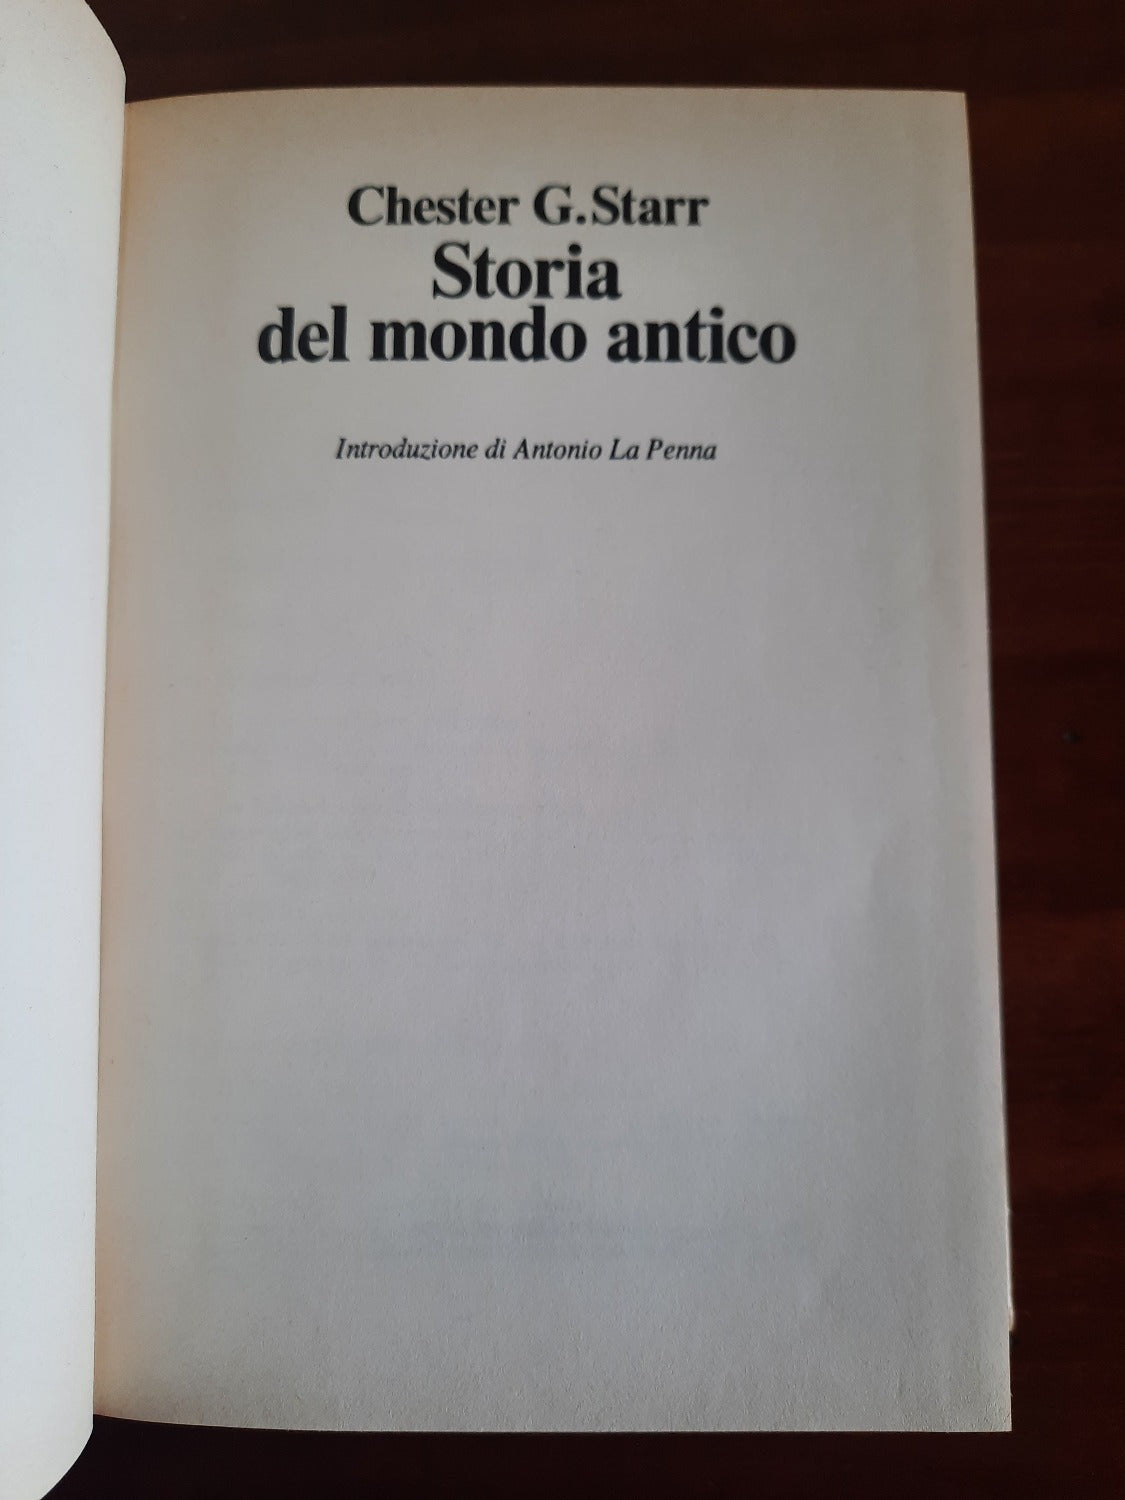 Chester G. Starr
Storia
del mondo antico
Introduzione di Antonio La Penna